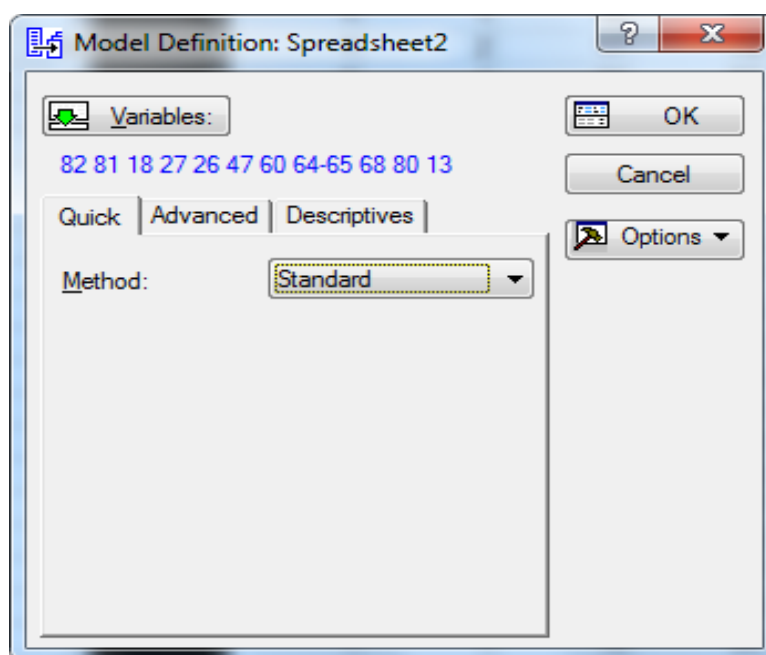 Model Definition: Spreadsheet2
Variables:
OK
82 81 18 27 26 47 60 64-65 68 80 13
Cancel
Quick Advanced Descriptives
Options
Method: Standard